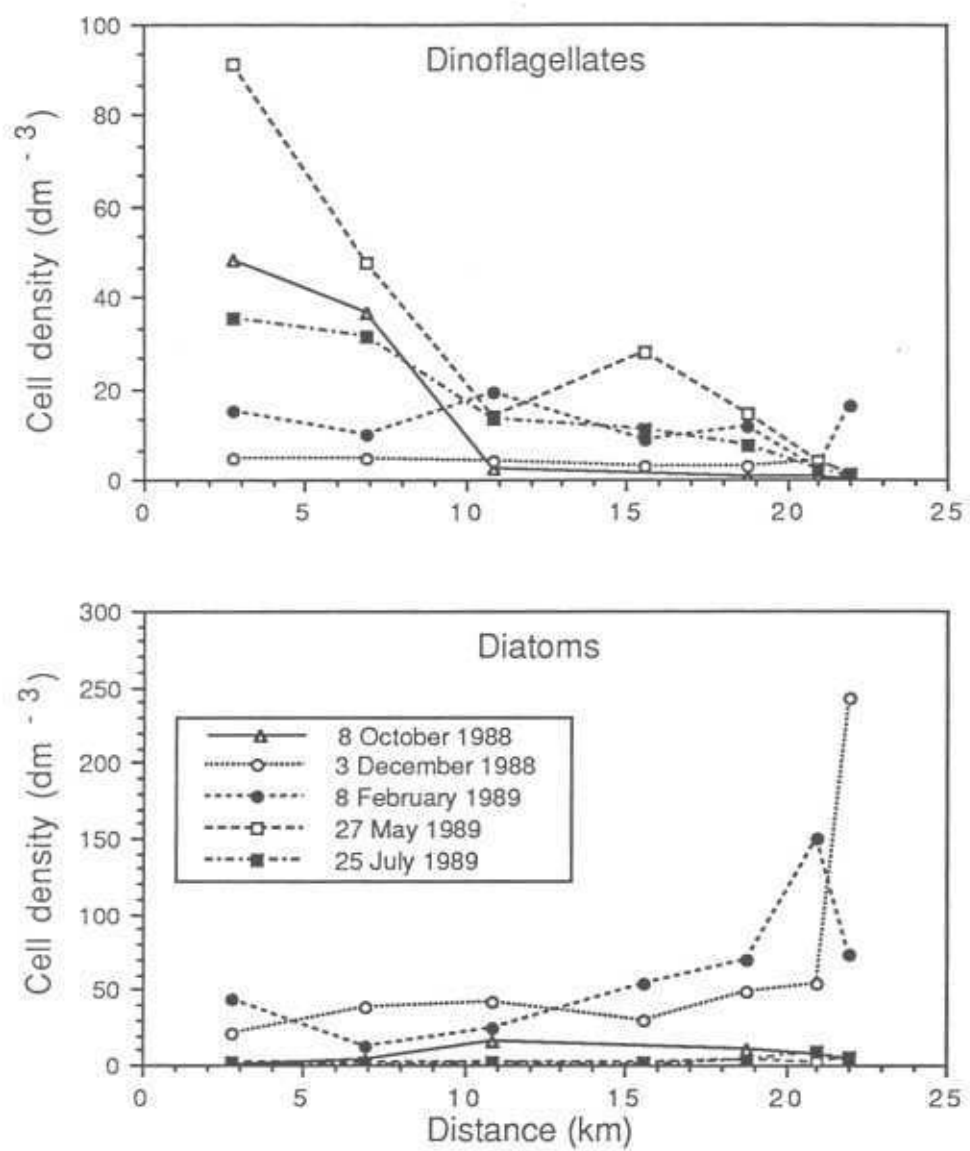 Dinoflagellates
Cell density (dm - 3)
100
80
60
40
20
0
0 5 10 15 20 25
Diatoms
Cell density (dm - 3)
300
250
200
150
100
50
0
8 October 1988
3 December 1988
8 February 1989
27 May 1989
25 July 1989
0 5 10 15 20 25
Distance (km)